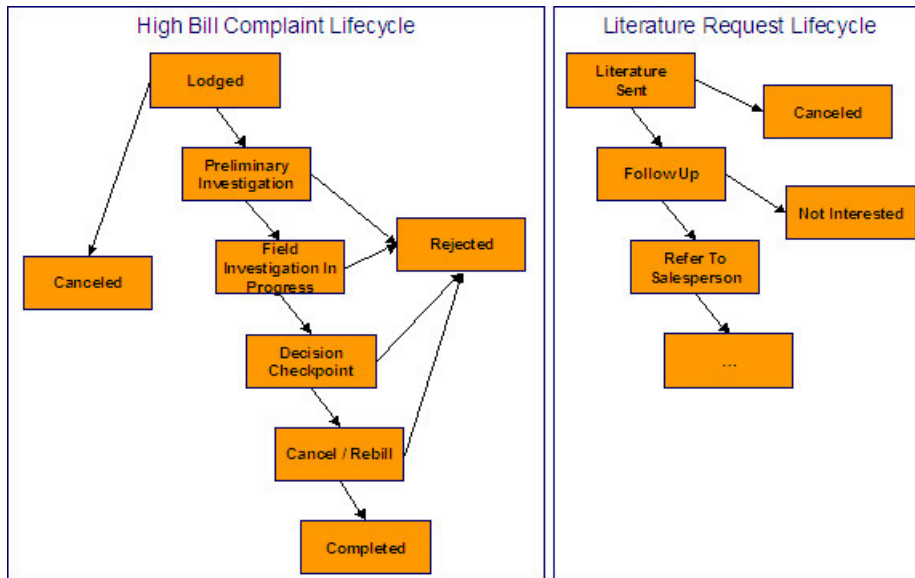 High Bill Complaint Lifecycle
Lodged
Preliminary
Investigation
Field
Investigation In
Progress
Rejected
Canceled
Decision
Checkpoint
Cancel / Rebill
Completed
Literature Request Lifecycle
Literature
Sent
Canceled
Follow Up
Not Interested
Refer To
Salesperson
...